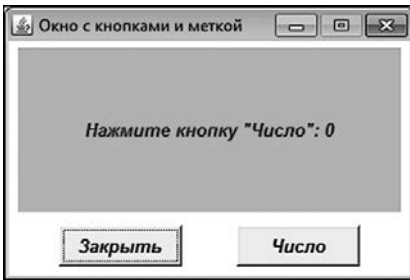 Окно с кнопками и меткой
Нажмите кнопку "Число": 0
Закрыть
Число